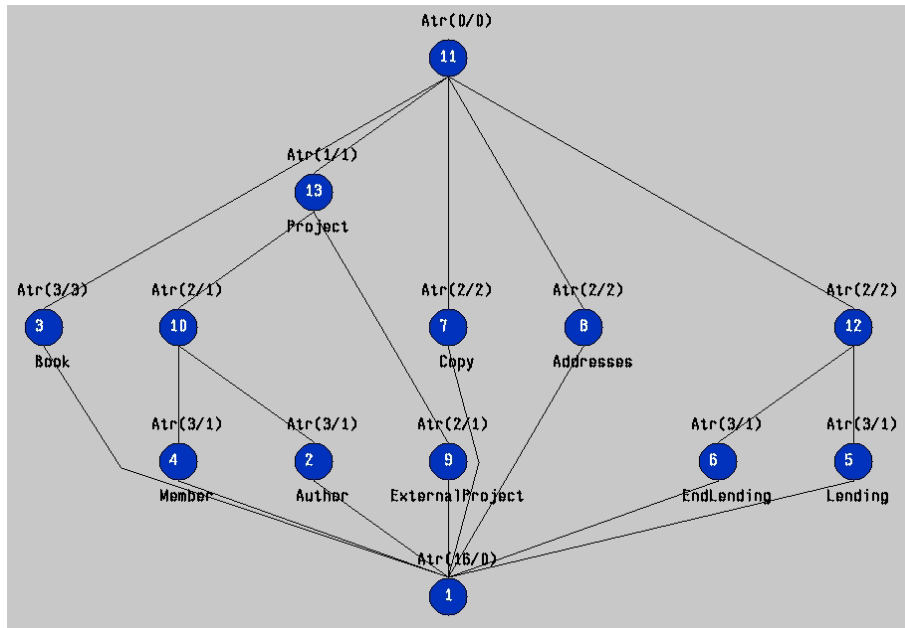 Atr(0/0)
11
Atr(1/1)
13
Project
Atr(3/3) Atr(2/1) Atr(2/2) Atr(2/2) Atr(2/2)
3 10 7 8 12
Book Copy Addresses
Atr(3/1) Atr(3/1) Atr(2/1) Atr(3/1) Atr(3/1)
4 2 9 6 5
Member Author ExternalProject EndLending Lending
Atr(16/0)
1